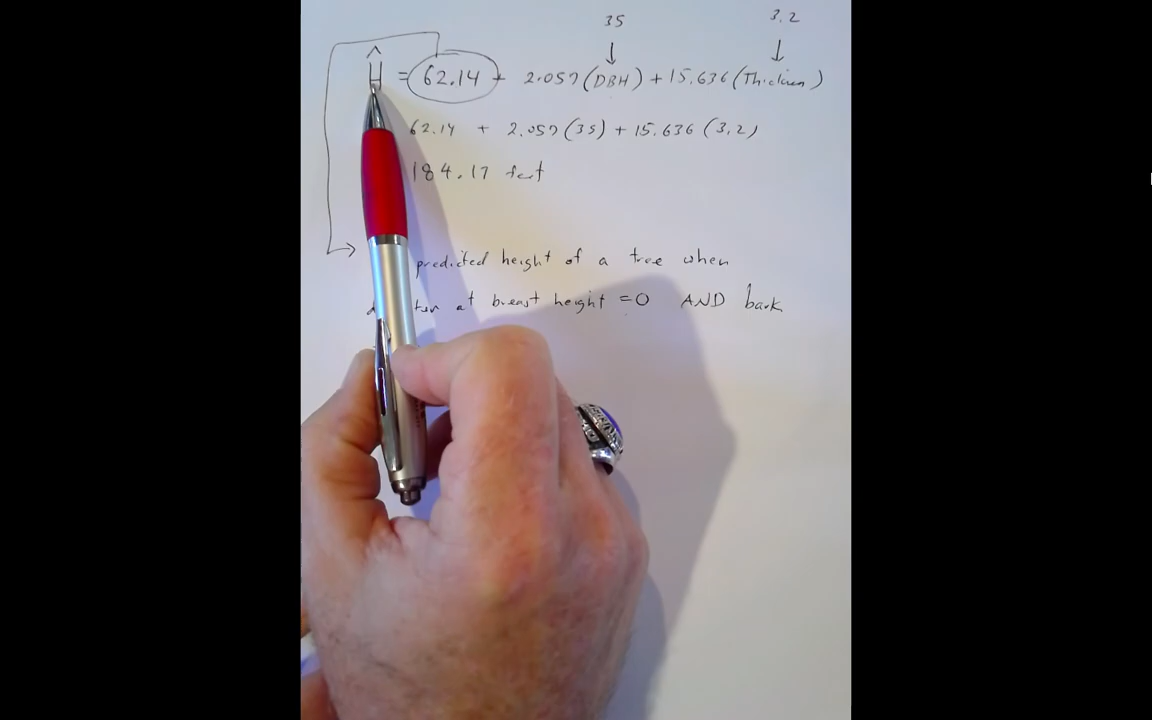 35 3.2
Ĥ = 62.14 + 2.057 (DBH) + 15.636 (Thickness)
62.14 + 2.057 (35) + 15.636 (3.2)
184.17 feet
predicted height of a tree when
at breast height = 0 AND bark